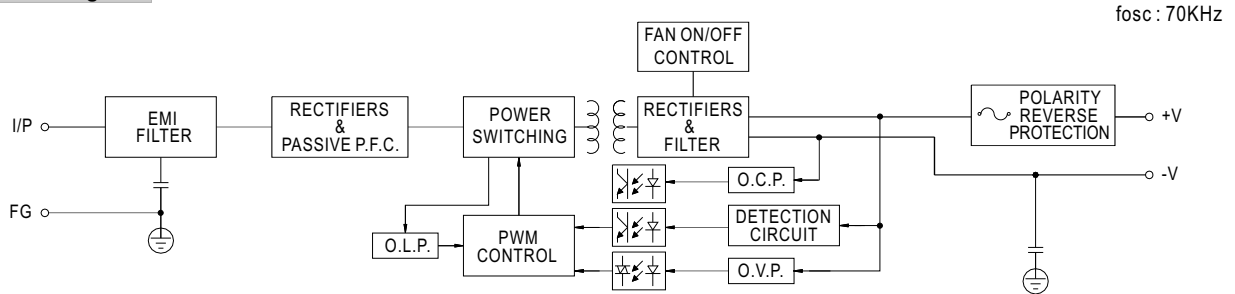 fosc : 70KHz
FAN ON/OFF
CONTROL
I/P
EMI
FILTER
RECTIFIERS
&
PASSIVE P.F.C.
POWER
SWITCHING
RECTIFIERS
&
FILTER
POLARITY
REVERSE
PROTECTION
+V
-V
FG
O.L.P.
PWM
CONTROL
O.C.P.
DETECTION
CIRCUIT
O.V.P.